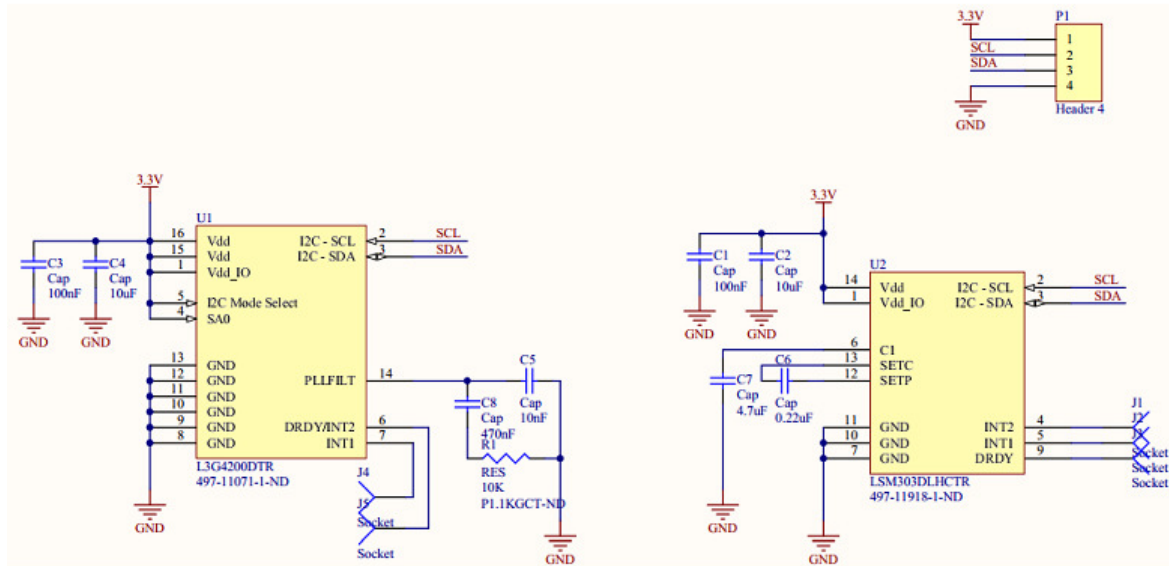 3.3V
P1
1
SCL
2
SDA
3
4
GND
Header 4
3.3V
U1
16
Vdd
I2C - SCL
2
SCL
15
Vdd
I2C - SDA
3
SDA
1
Vdd_IO
C3
Cap
100nF
C4
Cap
10uF
5
I2C Mode Select
4
SA0
GND
GND
13
GND
12
GND
PLLFILT
14
11
GND
10
GND
9
GND
DRDY/INT2
6
8
GND
INT1
7
C5
Cap
10nF
C8
Cap
470nF
R1
RES
10K
P1.1KGCT-ND
L3G4200DTR
497-11071-1-ND
J4
J5
Socket
Socket
GND
GND
3.3V
C1
Cap
100nF
C2
Cap
10uF
GND
GND
U2
14
Vdd
I2C - SCL
2
SCL
1
Vdd_IO
I2C - SDA
3
SDA
6
C1
13
SETC
12
SETP
C6
Cap
0.22uF
C7
Cap
4.7uF
11
GND
INT2
4
10
GND
INT1
5
7
GND
DRDY
9
J1
J2
J3
Socket
Socket
Socket
LSM303DLHCTR
497-11918-1-ND
GND
GND